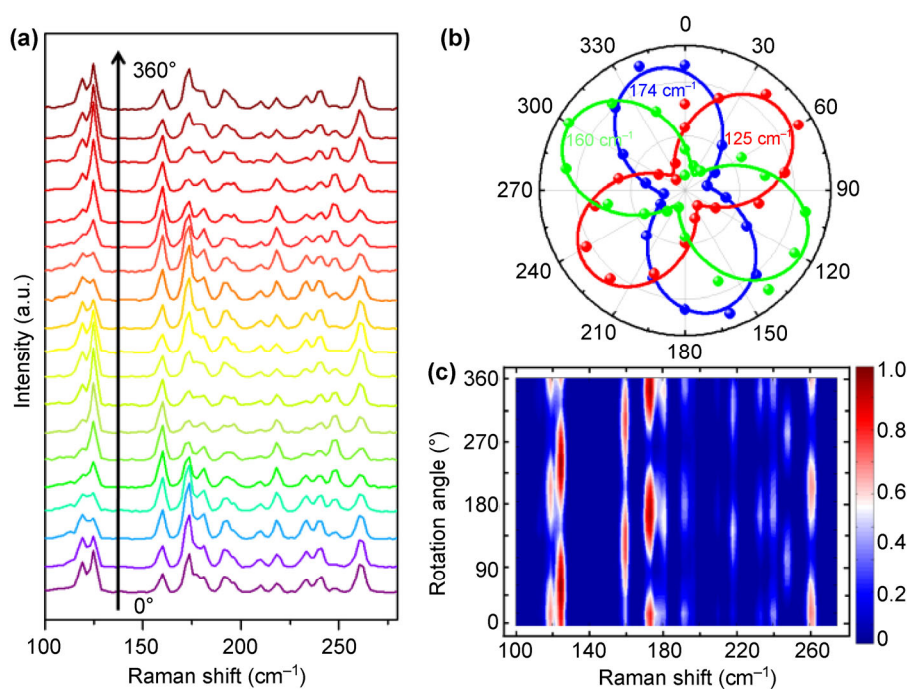 (a)
360°
0°
Intensity (a.u.)
100 150 200 250
Raman shift (cm⁻¹)
(b)
0
330 30
300 60
270 90
240 120
210 150
180
174 cm⁻¹
160 cm⁻¹
125 cm⁻¹
(c)
360
270
180
90
0
Rotation angle (°)
100 140 180 220 260
Raman shift (cm⁻¹)
1.0
0.8
0.6
0.4
0.2
0